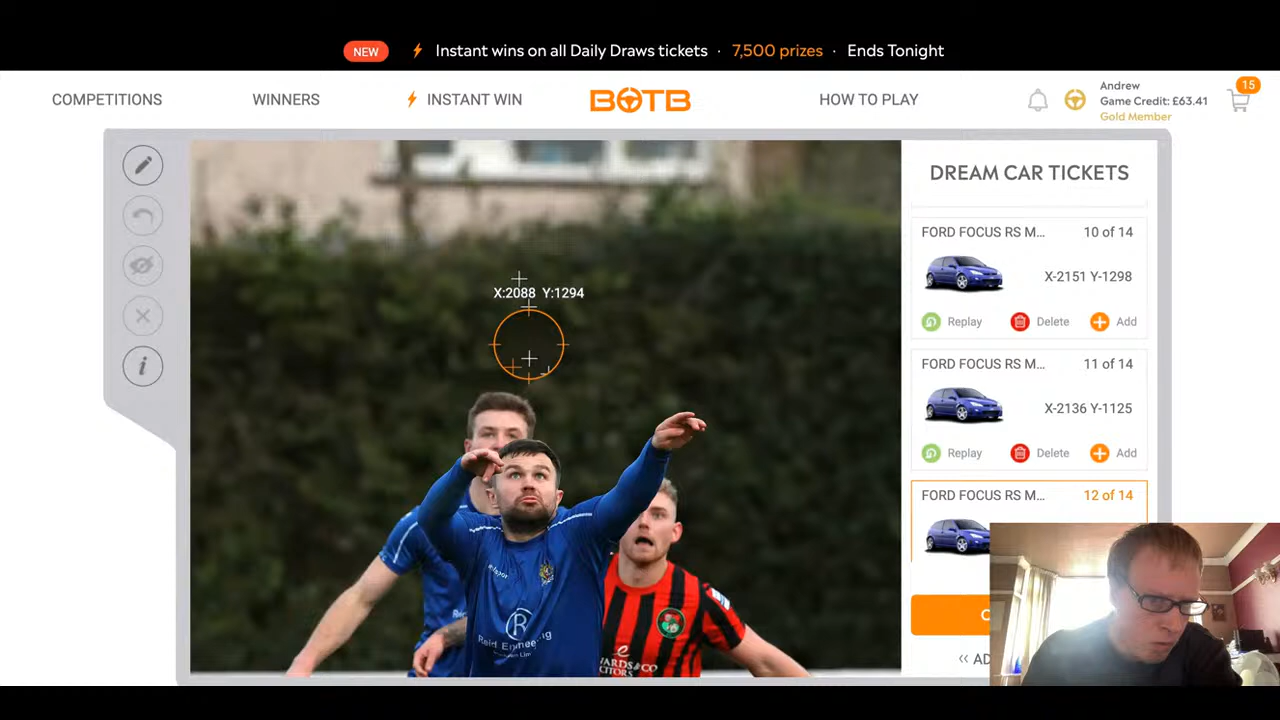 NEW Instant wins on all Daily Draws tickets · 7,500 prizes · Ends Tonight
COMPETITIONS WINNERS INSTANT WIN BOTB HOW TO PLAY
Andrew
Game Credit: £63.41
Gold Member
15
DREAM CAR TICKETS
FORD FOCUS RS M... 10 of 14
X-2151 Y-1298
Replay Delete Add
FORD FOCUS RS M... 11 of 14
X-2136 Y-1125
Replay Delete Add
FORD FOCUS RS M... 12 of 14
X:2088 Y:1294
i
R